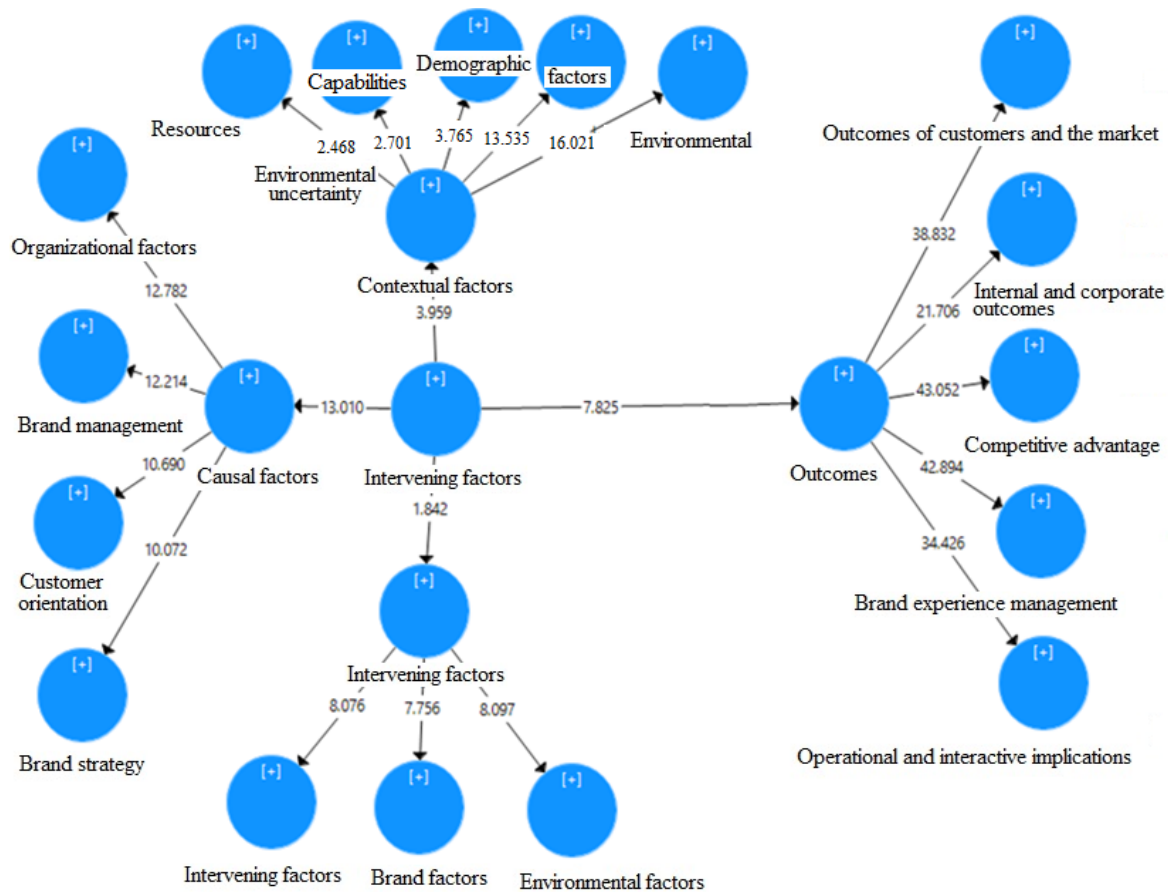 [+]
[+]
[+]
[+]
[+]
[+]
Capabilities
Demographic
factors
Resources
Environmental
Outcomes of customers and the market
2.468
2.701
3.765
13.535
16.021
[+]
Environmental
uncertainty
[+]
[+]
Organizational factors
12.782
Contextual factors
3.959
38.832
Internal and corporate
outcomes
21.706
[+]
12.214
Brand management
[+]
Causal factors
13.010
[+]
Intervening factors
7.825
[+]
Outcomes
[+]
43.052
Competitive advantage
10.690
[+]
Customer
orientation
10.072
1.842
42.894
[+]
Brand experience management
34.426
[+]
Intervening factors
8.076
7.756
8.097
[+]
Brand strategy
[+]
Operational and interactive implications
[+]
Intervening factors
[+]
Brand factors
[+]
Environmental factors